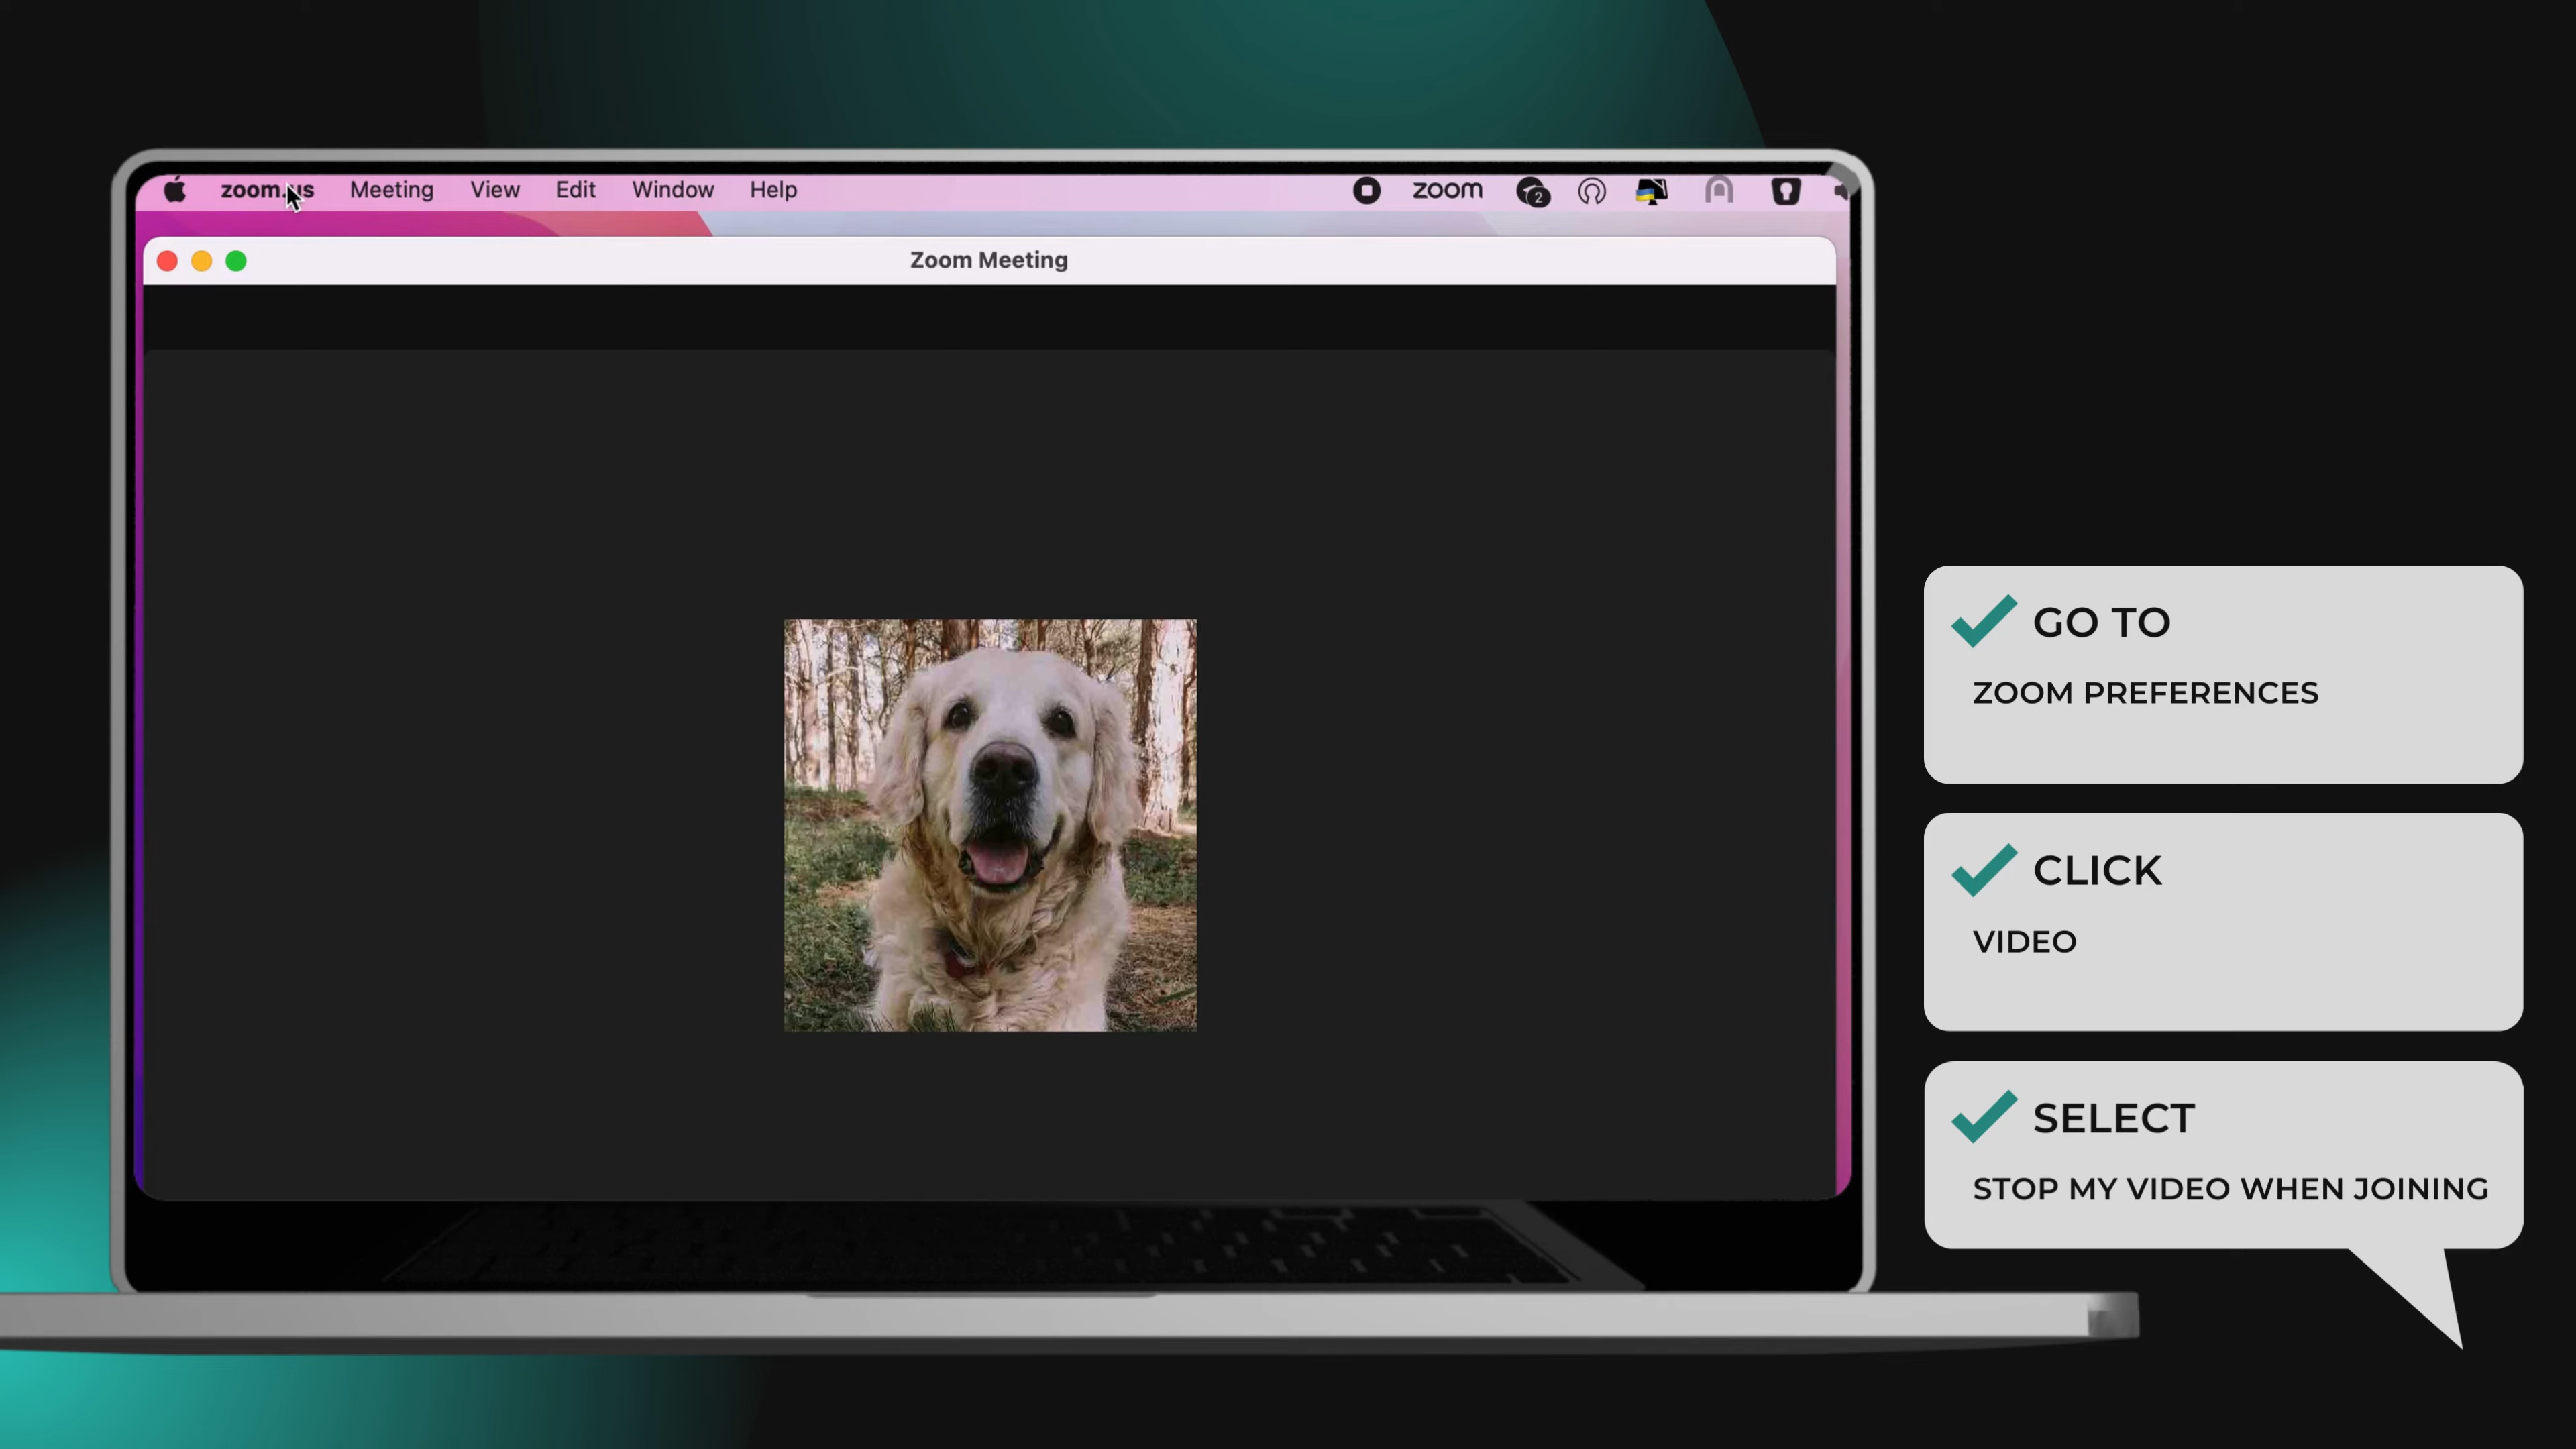 zoom.us Meeting View Edit Window Help zoom 2
Zoom Meeting
GO TO
ZOOM PREFERENCES
CLICK
VIDEO
SELECT
STOP MY VIDEO WHEN JOINING